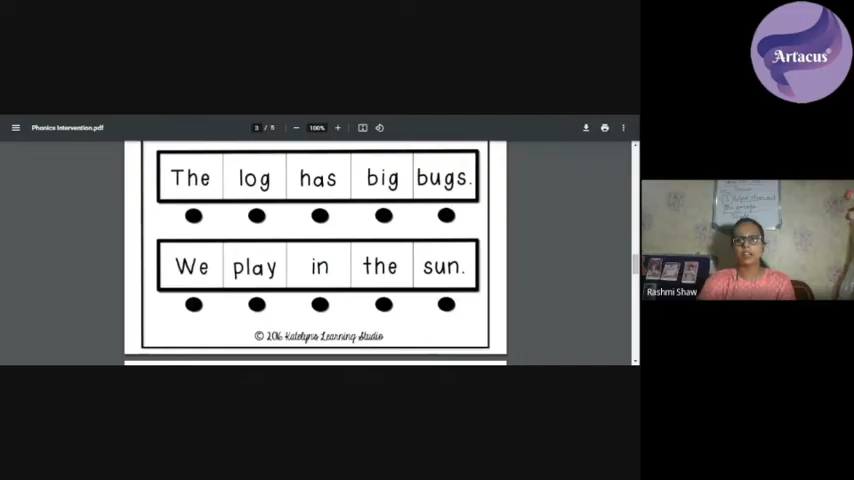 Artacus
Phonics Intervention.pdf
3 / 5
100%
The log has big bugs.
We play in the sun.
© 2016 Katelyn's Learning Studio
Rashmi Shaw